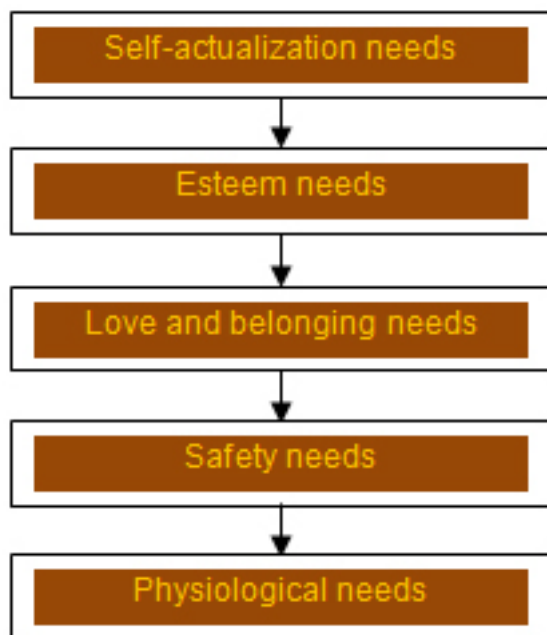 Self-actualization needs
Esteem needs
Love and belonging needs
Safety needs
Physiological needs